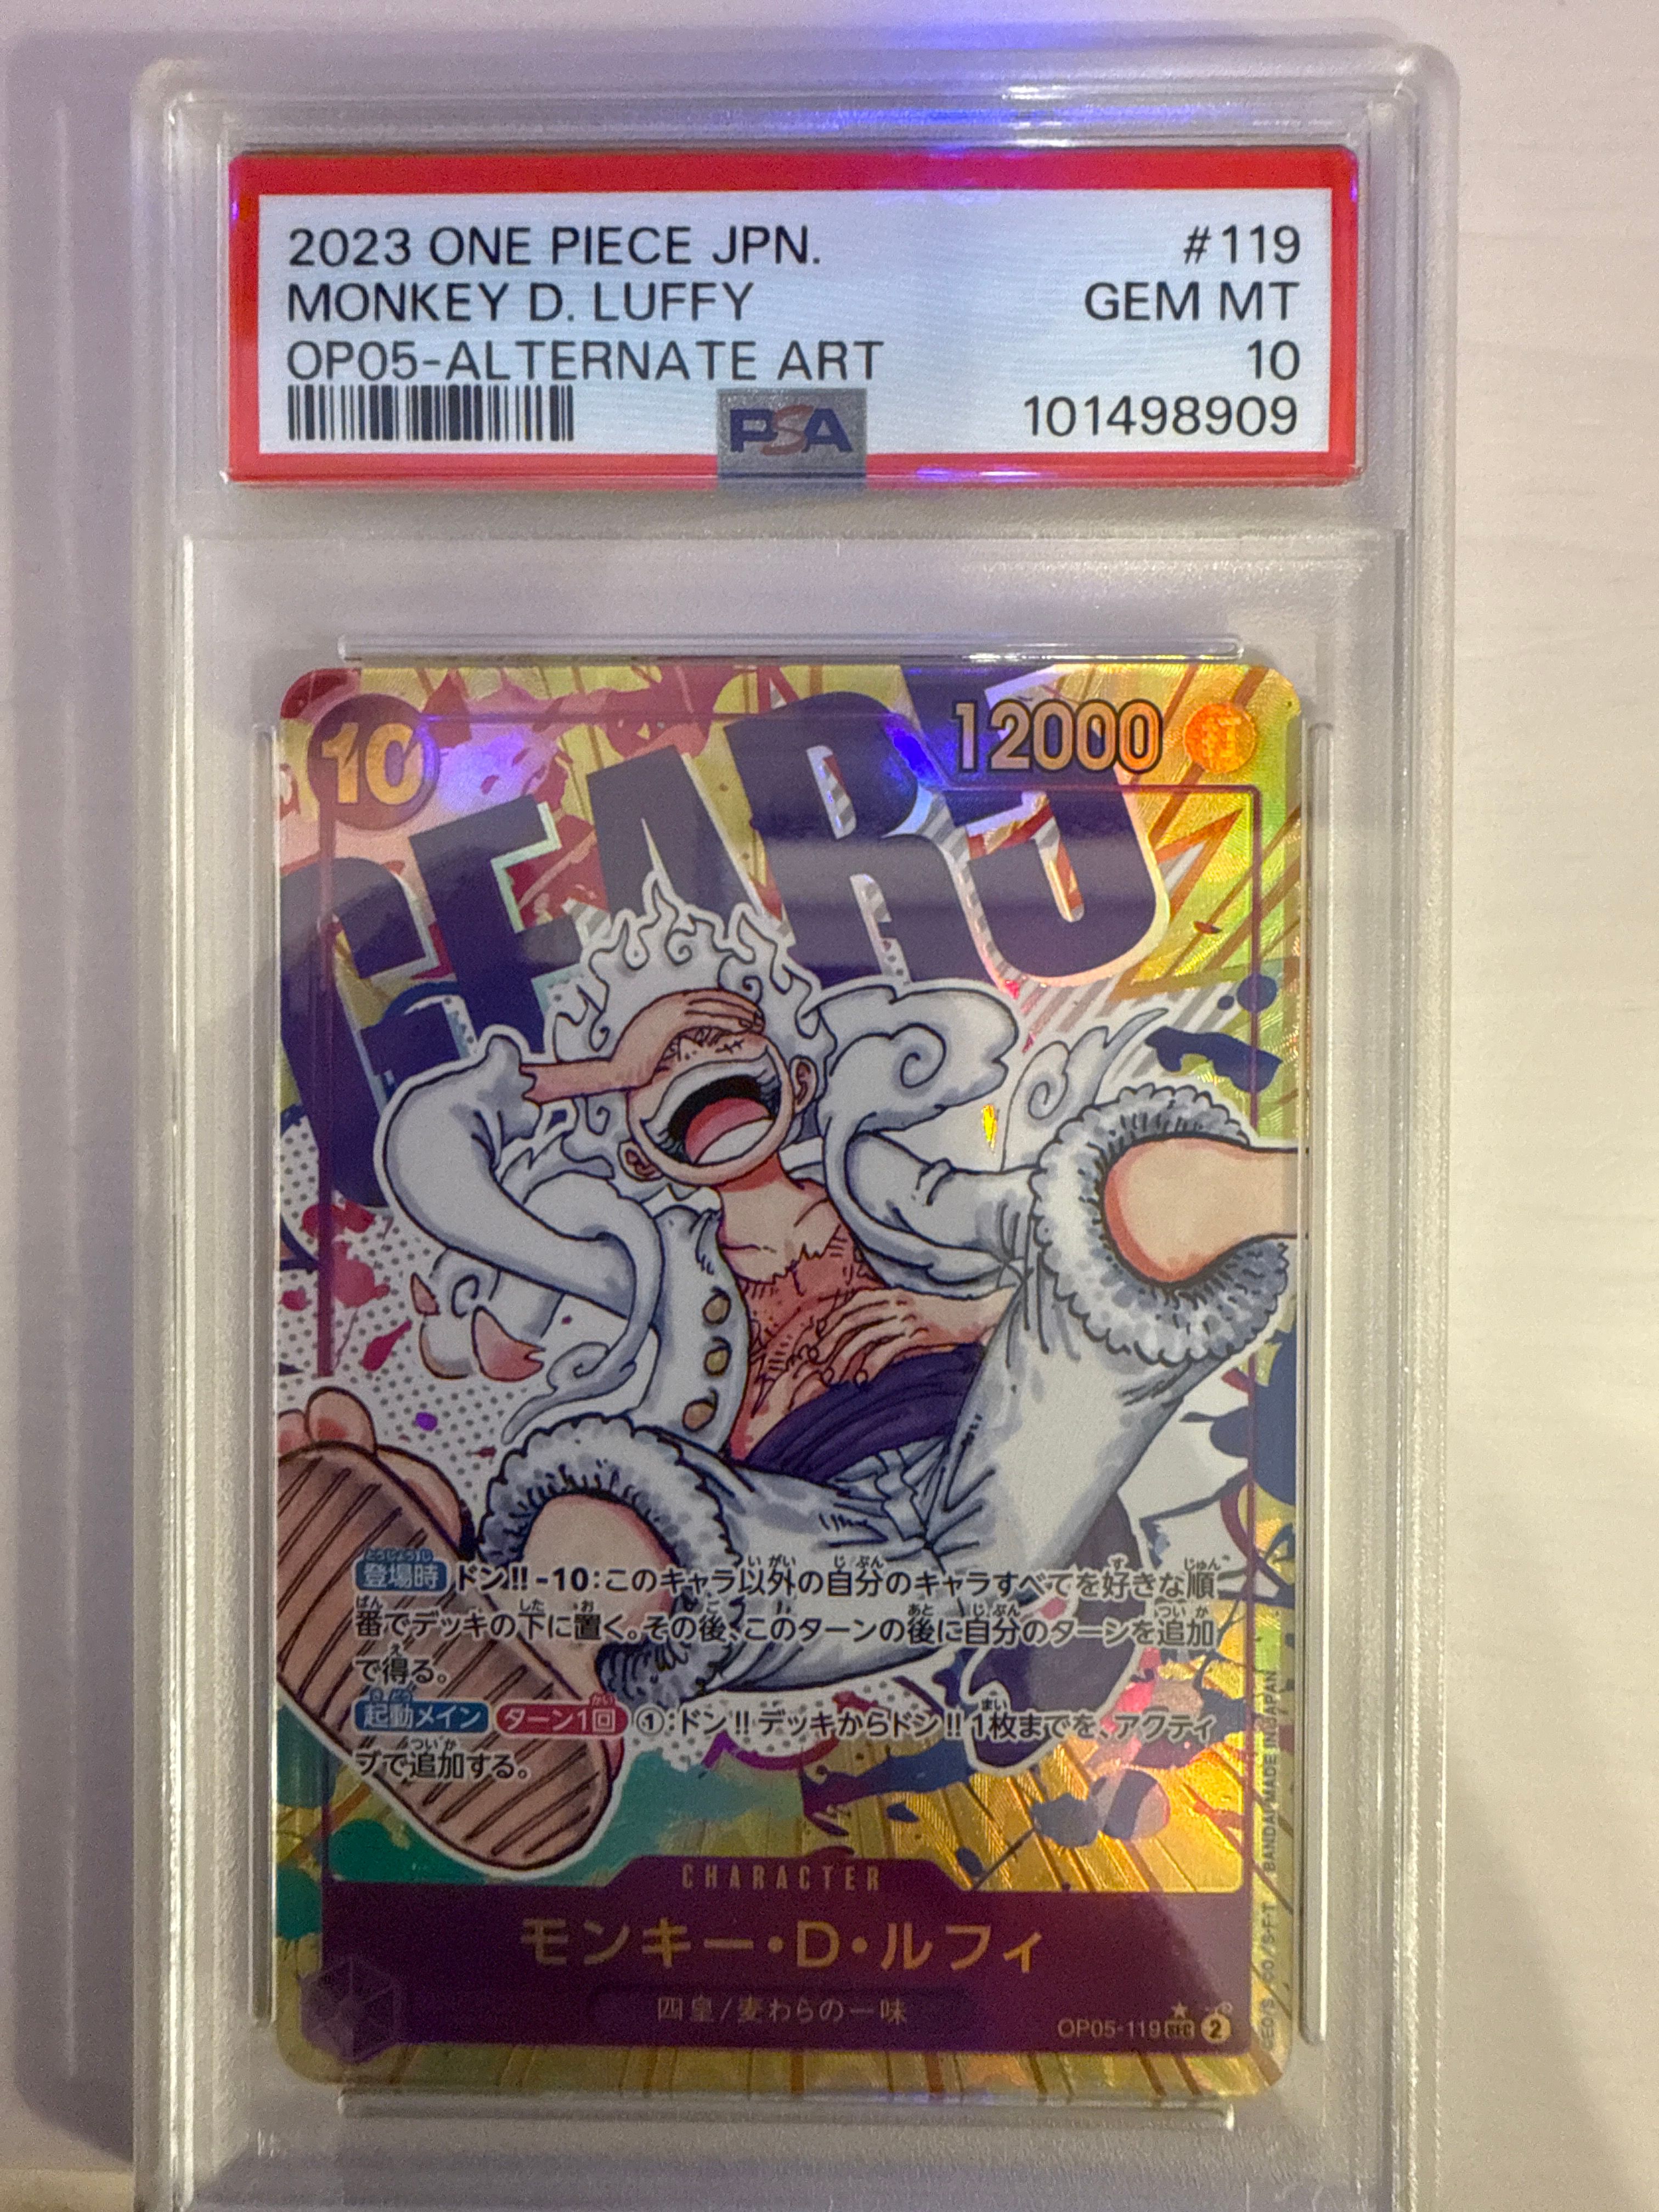 2023 ONE PIECE JPN. #119
MONKEY D. LUFFY GEM MT
OP05-ALTERNATE ART 10
PSA 101498909
10 12000
GEAR5
登場時 ドン!!-10:このキャラ以外の自分のキャラすべてを好きな順
番でデッキの下に置く。その後、このターンの後に自分のターンを追加
で得る。
起動メイン ターン1回 ①:ドン!!デッキからドン!!1枚までを、アクティ
ブで追加する。
CHARACTER
モンキー・D・ルフィ
四皇/麦わらの一味
OP05-119 SEC 2
BANDAI MADE IN JAPAN